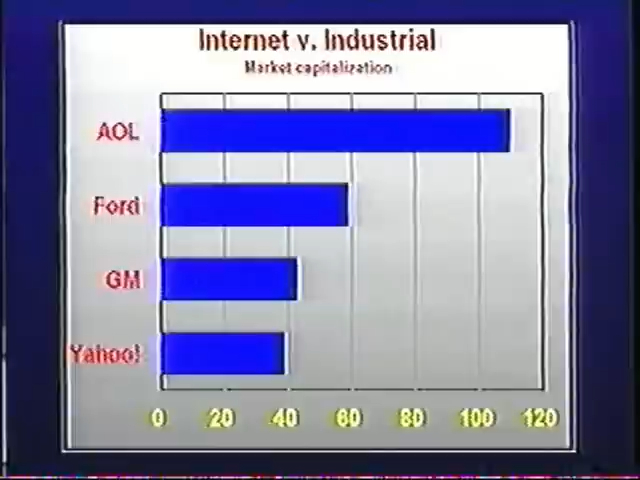 Internet v. Industrial
Market capitalization
AOL
Ford
GM
Yahoo!
0 20 40 60 80 100 120